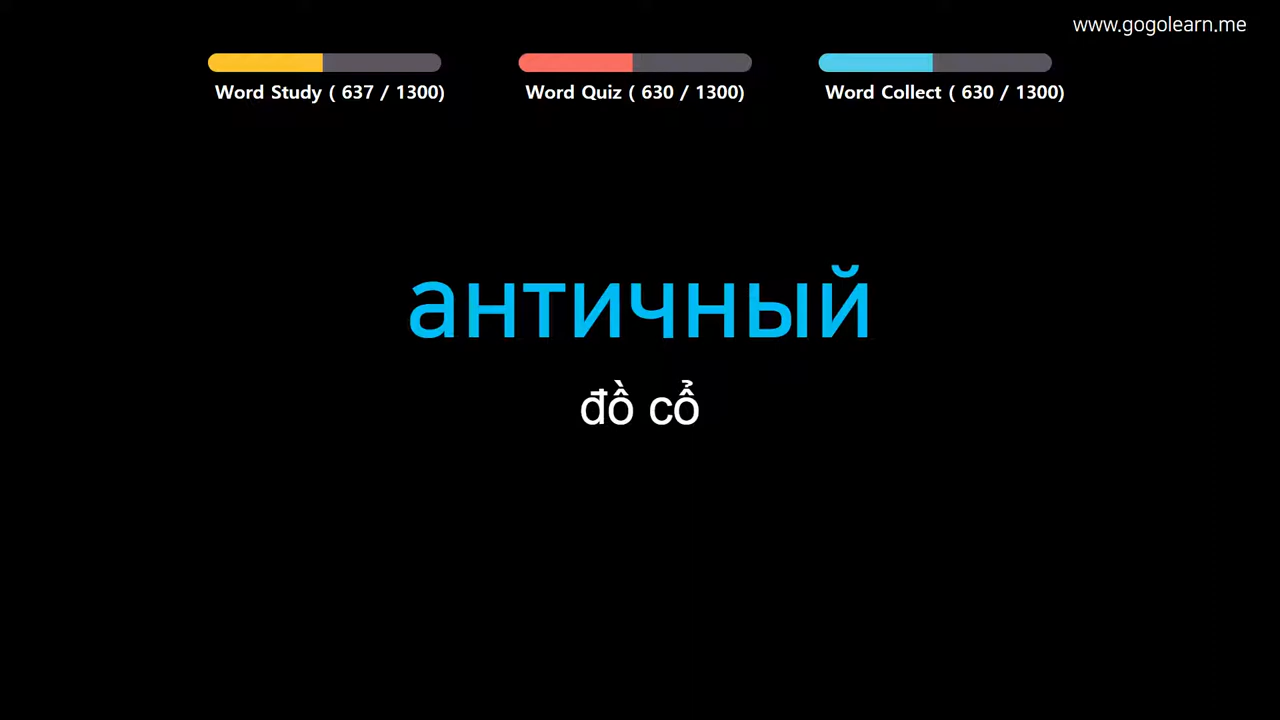 www.gogolearn.me
Word Study ( 637 / 1300)
Word Quiz ( 630 / 1300)
Word Collect ( 630 / 1300)
античный
đồ cổ